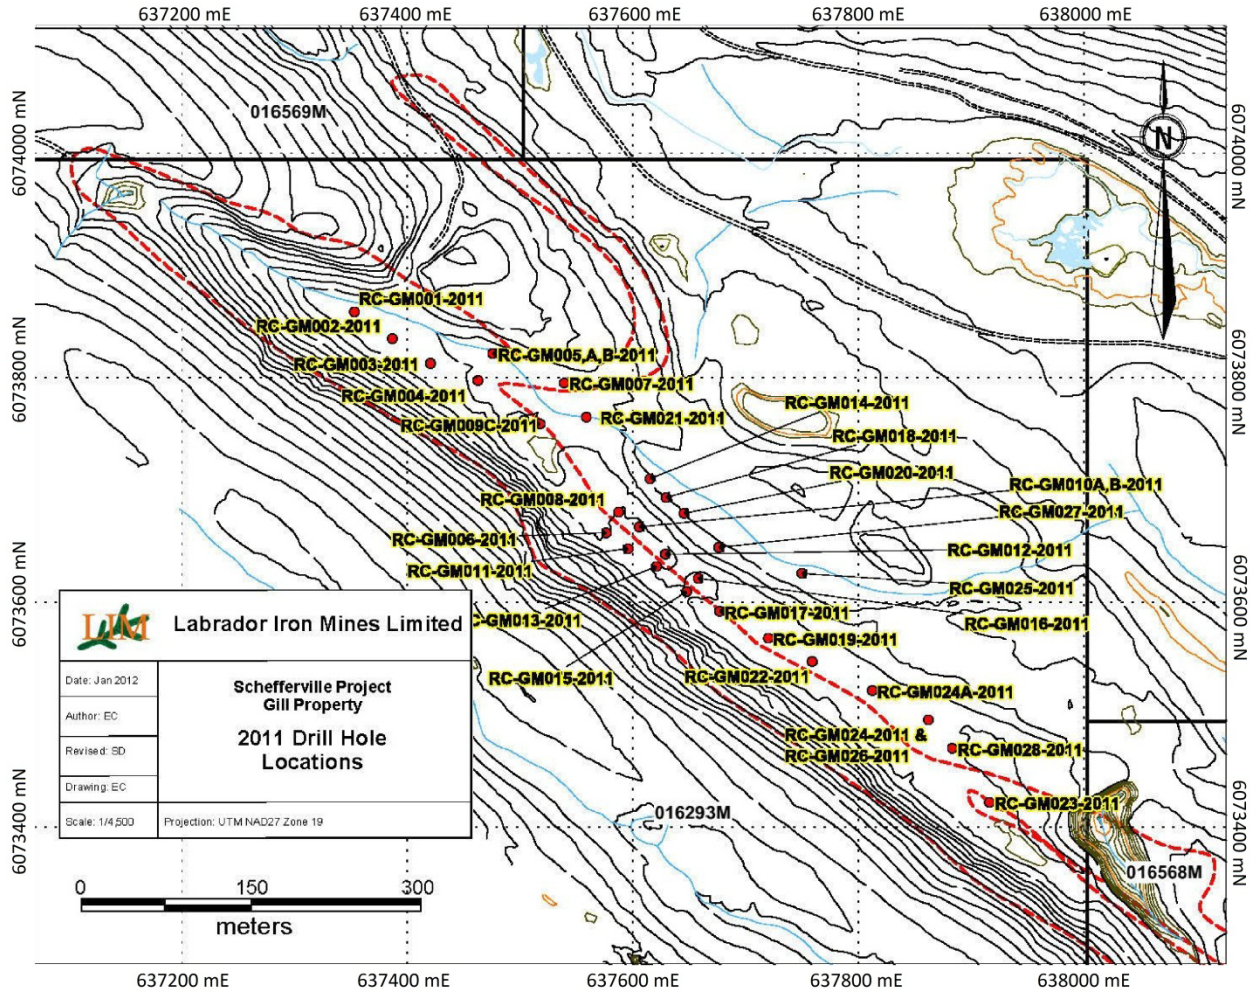 637200 mE
637400 mE
637600 mE
637800 mE
638000 mE
6074000 mN
6074000 mN
016569M
N
RC-GM001-2011
RC-GM002-2011
RC-GM003-2011
RC-GM005,A,B-2011
6073800 mN
6073800 mN
RC-GM007-2011
RC-GM004-2011
RC-GM014-2011
RC-GM009C-2011
RC-GM021-2011
RC-GM018-2011
RC-GM020-2011
RC-GM008-2011
RC-GM010A,B-2011
RC-GM027-2011
RC-GM006-2011
RC-GM012-2011
RC-GM011-2011
RC-GM025-2011
6073600 mN
6073600 mN
RC-GM013-2011
RC-GM017-2011
RC-GM016-2011
RC-GM019-2011
RC-GM015-2011
RC-GM022-2011
RC-GM024A-2011
RC-GM024-2011 &
RC-GM026-2011
RC-GM028-2011
RC-GM023-2011
016293M
6073400 mN
6073400 mN
016568M
LIM
Labrador Iron Mines Limited
Date: Jan 2012
Author: EC
Revised: SD
Drawing: EC
Scale: 1/4,500
Schefferville Project
Gill Property
2011 Drill Hole
Locations
Projection: UTM NAD27 Zone 19
0 150 300
meters
637200 mE
637400 mE
637600 mE
637800 mE
638000 mE